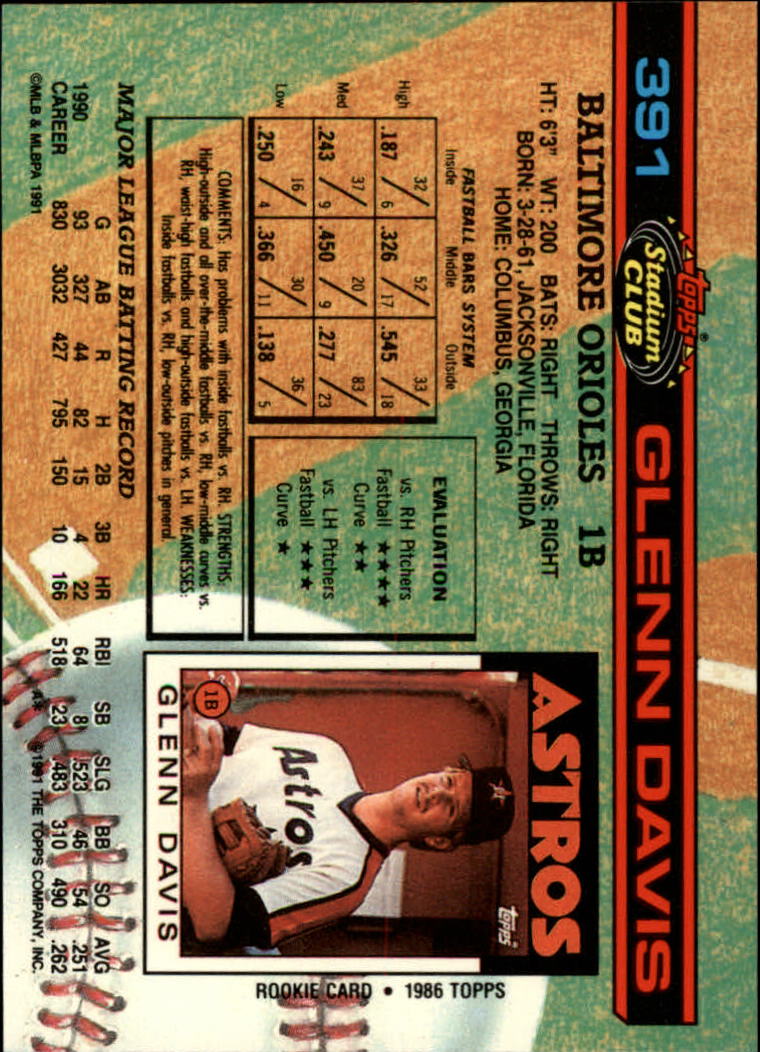 391
Topps®
Stadium
CLUB
GLENN DAVIS
BALTIMORE ORIOLES 1B
HT: 6'3" WT: 200 BATS: RIGHT THROWS: RIGHT
BORN: 3-28-61, JACKSONVILLE, FLORIDA
HOME: COLUMBUS, GEORGIA
FASTBALL BARS SYSTEM
Inside Middle Outside
High .187 32/6 .326 52/17 .545 33/18
Med .243 37/9 .450 20/9 .277 83/23
Low .250 16/4 .366 30/11 .138 36/5
EVALUATION
vs. RH Pitchers
Fastball ★★★★
Curve ★★
vs. LH Pitchers
Fastball ★★★
Curve ★
COMMENTS: Has problems with inside fastballs vs. RH. STRENGTHS:
High-outside and all over-the-middle fastballs vs. RH, low-middle curves vs.
RH, waist-high fastballs and high-outside fastballs vs. LH. WEAKNESSES:
Inside fastballs vs. RH, low-outside pitches in general.
ASTROS
topps
Astros
1B
GLENN DAVIS
ROOKIE CARD • 1986 TOPPS
MAJOR LEAGUE BATTING RECORD
G AB R H 2B 3B HR RBI SB SLG BB SO AVG
1990 93 327 44 82 15 4 22 64 8 .523 46 54 .251
CAREER 830 3032 427 795 150 10 166 518 23 .483 310 490 .262
©MLB & MLBPA 1991
** ©1991 THE TOPPS COMPANY, INC.